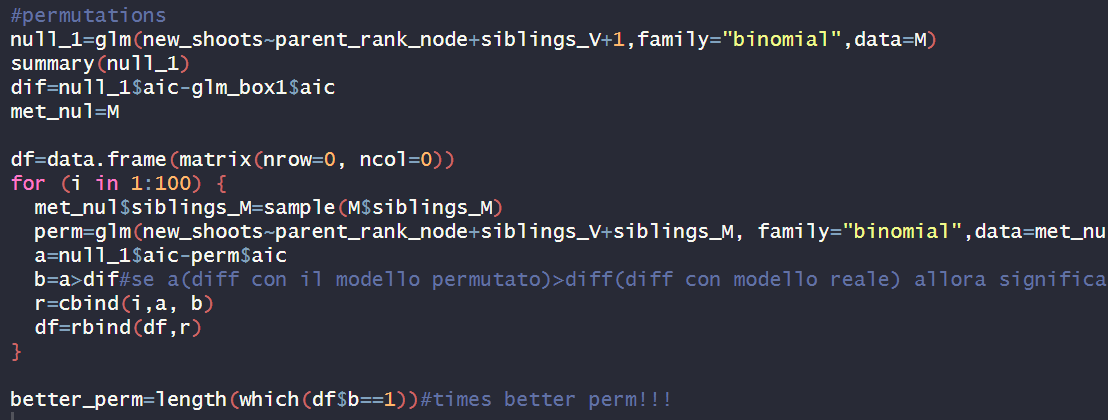 #permutations
null_1=glm(new_shoots~parent_rank_node+siblings_V+1,family="binomial",data=M)
summary(null_1)
dif=null_1$aic-glm_box1$aic
met_nul=M
df=data.frame(matrix(nrow=0, ncol=0))
for (i in 1:100) {
met_nul$siblings_M=sample(M$siblings_M)
perm=glm(new_shoots~parent_rank_node+siblings_V+siblings_M, family="binomial",data=met_nu
a=null_1$aic-perm$aic
b=a>dif#se a(diff con il modello permutato)>diff(diff con modello reale) allora significa
r=cbind(i,a, b)
df=rbind(df,r)
}
better_perm=length(which(df$b==1))#times better perm!!!